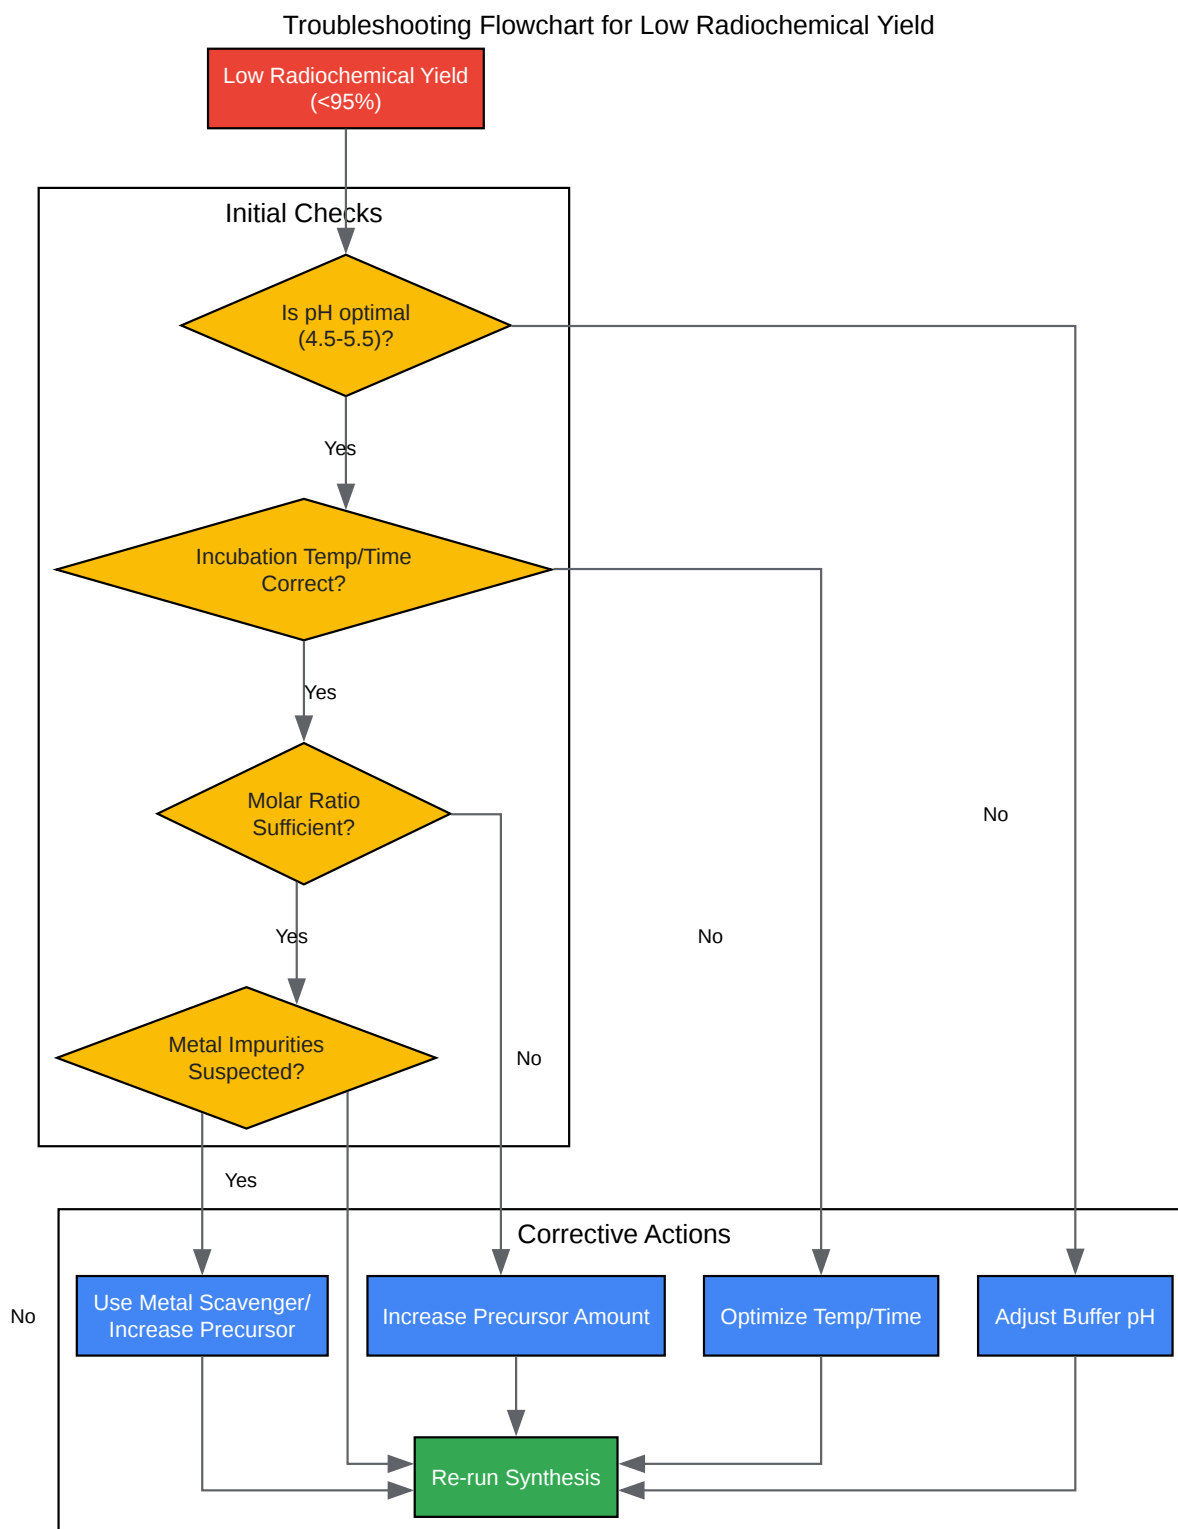 Troubleshooting Flowchart for Low Radiochemical Yield
Low Radiochemical Yield
(<95%)
Initial Checks
Is pH optimal
(4.5-5.5)?
Yes
Incubation Temp/Time
Correct?
Yes
Molar Ratio
Sufficient?
No
Yes
No
Metal Impurities
Suspected?
No
Yes
Corrective Actions
Use Metal Scavenger/
Increase Precursor
Increase Precursor Amount
Optimize Temp/Time
Adjust Buffer pH
No
Re-run Synthesis